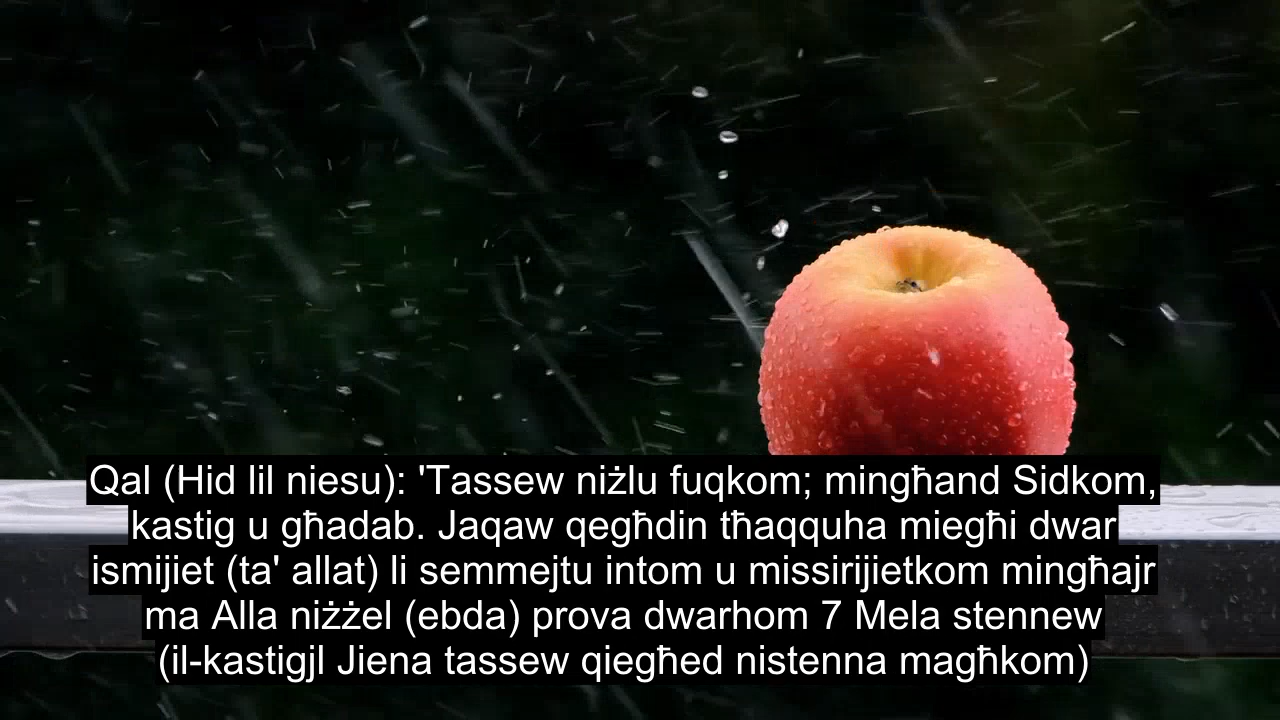 Qal (Hid lil niesu): 'Tassew niżlu fuqkom; mingħand Sidkom,
kastig u għadab. Jaqaw qegħdin tħaqquha miegħi dwar
ismijiet (ta' allat) li semmejtu intom u missirijietkom mingħajr
ma Alla niżżel (ebda) prova dwarhom 7 Mela stennew
(il-kastigjl Jiena tassew qiegħed nistenna magħkom)